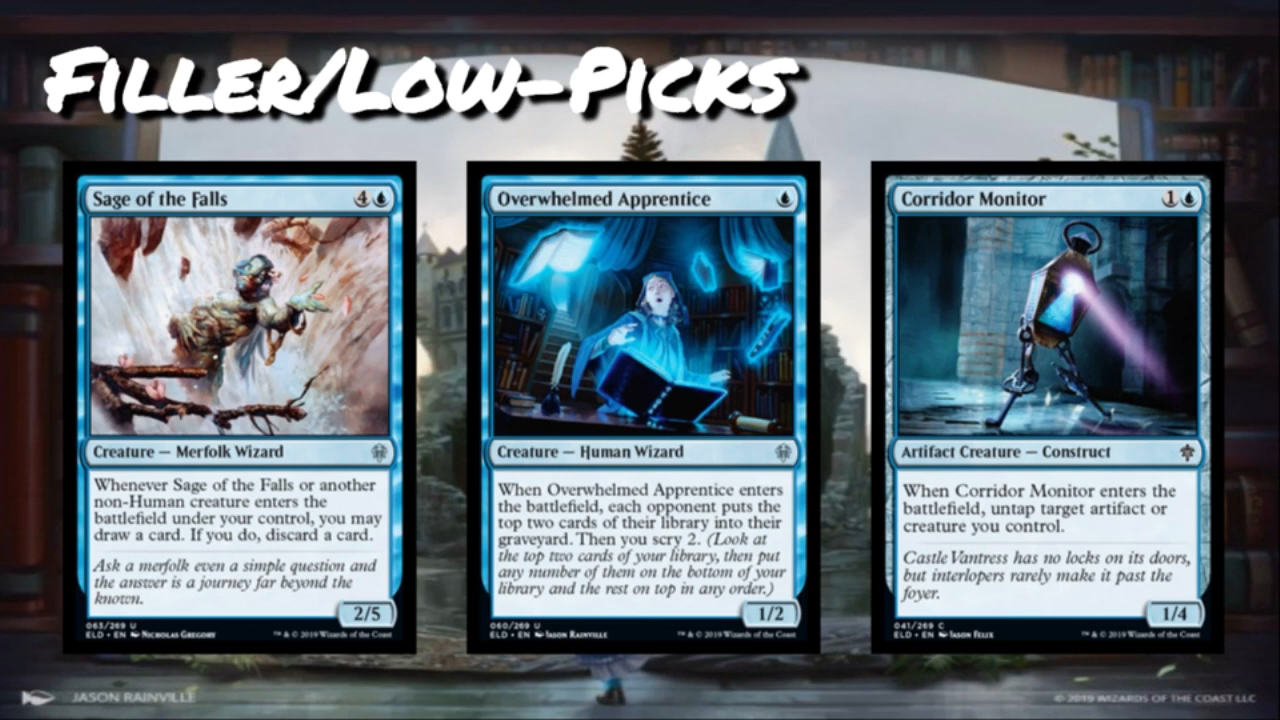 Filler/Low-Picks
Sage of the Falls 4
Creature — Merfolk Wizard
Whenever Sage of the Falls or another
non-Human creature enters the
battlefield under your control, you may
draw a card. If you do, discard a card.
Ask a merfolk even a simple question and
the answer is a journey far beyond the
known.
2/5
063/269 U
ELD • EN Nicholas Gregory
™ & © 2019 Wizards of the Coast
Overwhelmed Apprentice
Creature — Human Wizard
When Overwhelmed Apprentice enters
the battlefield, each opponent puts the
top two cards of their library into their
graveyard. Then you scry 2. (Look at
the top two cards of your library, then put
any number of them on the bottom of your
library and the rest on top in any order.)
1/2
060/269 U
ELD • EN Jason Rainville
™ & © 2019 Wizards of the Coast
Corridor Monitor 1
Artifact Creature — Construct
When Corridor Monitor enters the
battlefield, untap target artifact or
creature you control.
Castle Vantress has no locks on its doors,
but interlopers rarely make it past the
foyer.
1/4
041/269 C
ELD • EN Jason Felix
™ & © 2019 Wizards of the Coast
JASON RAINVILLE
© 2019 WIZARDS OF THE COAST LLC